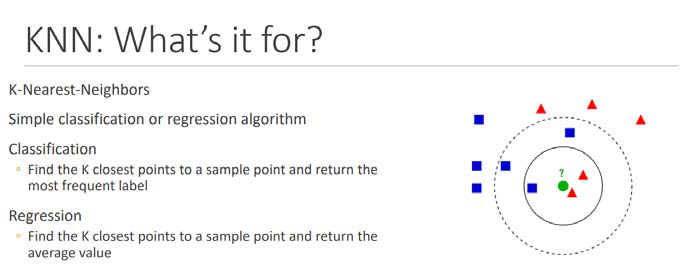 KNN: What's it for?
K-Nearest-Neighbors
Simple classification or regression algorithm
Classification
Find the K closest points to a sample point and return the
most frequent label
Regression
Find the K closest points to a sample point and return the
average value
?